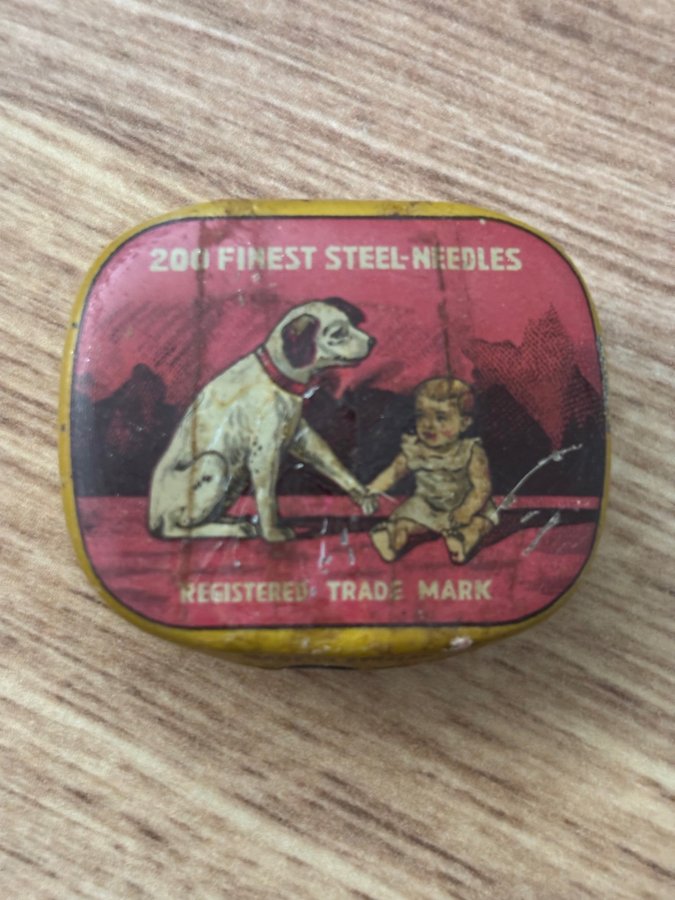 200 FINEST STEEL-NEEDLES
REGISTERED TRADE MARK